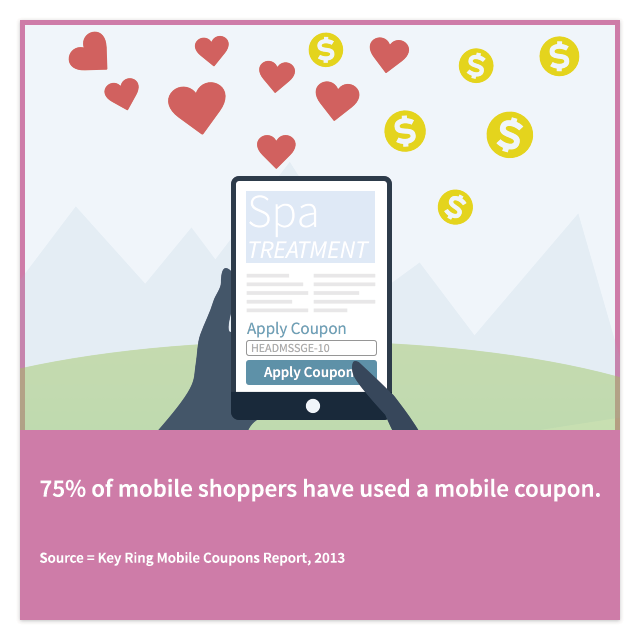 Spa
TREATMENT
Apply Coupon
HEADMSSGE-10
Apply Coupon
75% of mobile shoppers have used a mobile coupon.
Source = Key Ring Mobile Coupons Report, 2013